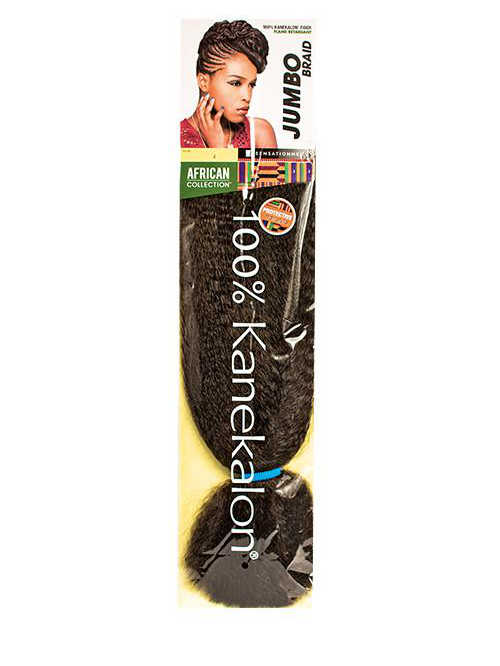 100% KANEKALON FIBER
FLAME RETARDANT
JUMBO
BRAID
SENSATIONNEL
AFRICAN
COLLECTION
PROTECTIVE
100% Kanekalon®